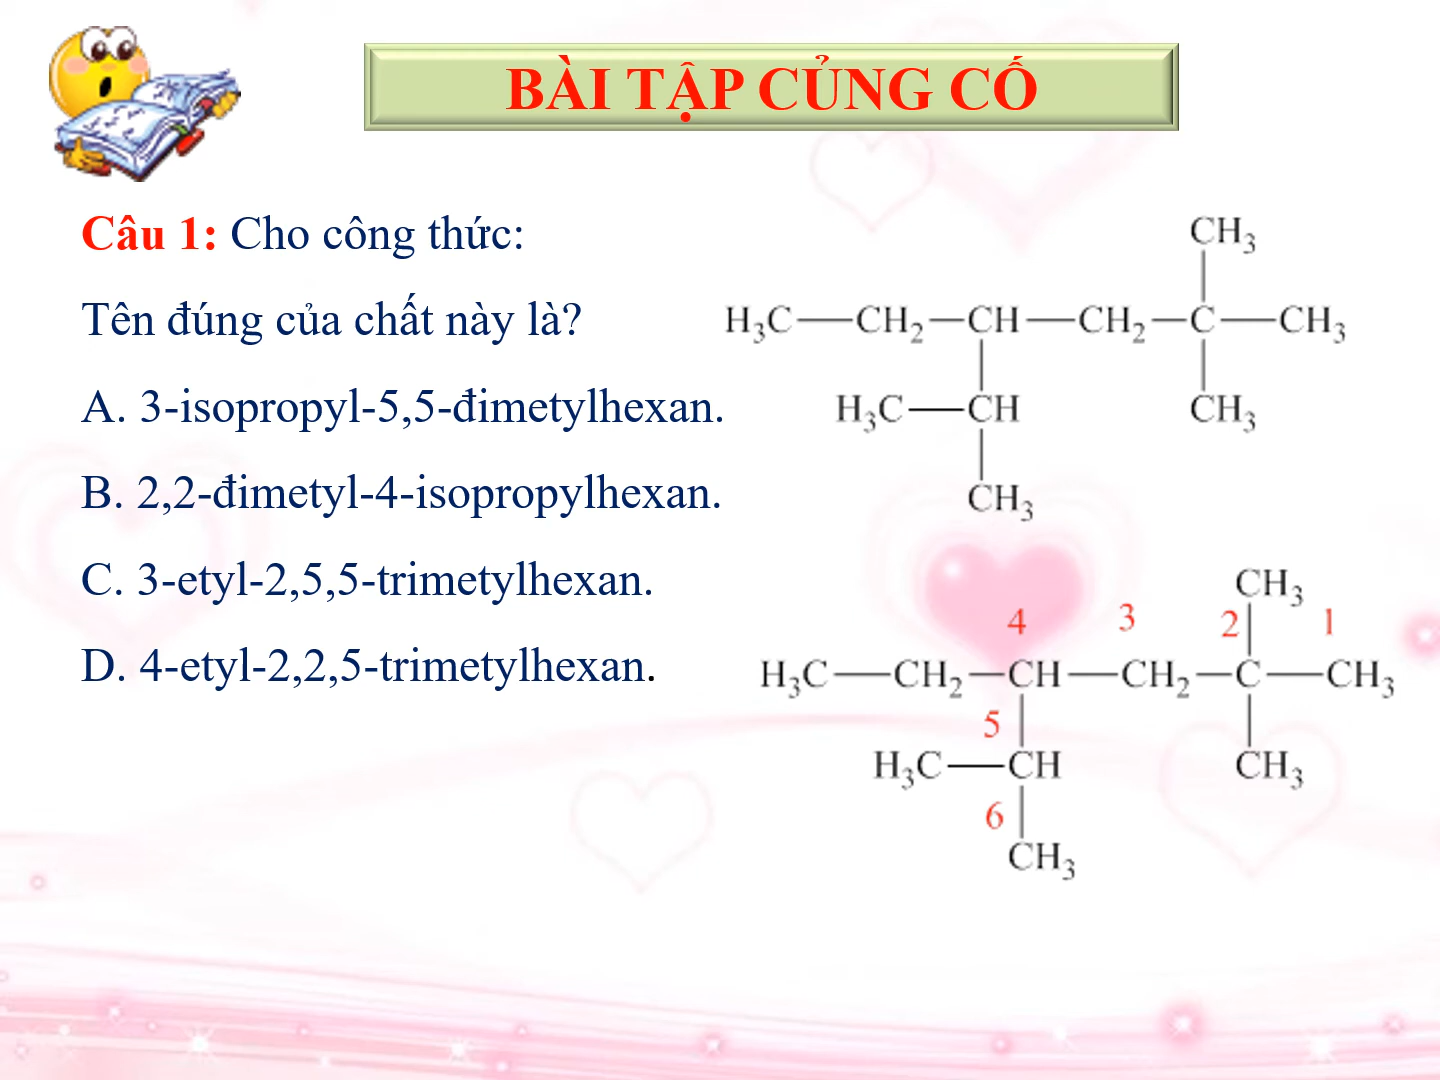 BÀI TẬP CỦNG CỐ
Câu 1: Cho công thức:
Tên đúng của chất này là?
A. 3-isopropyl-5,5-đimetylhexan.
B. 2,2-đimetyl-4-isopropylhexan.
C. 3-etyl-2,5,5-trimetylhexan.
D. 4-etyl-2,2,5-trimetylhexan.
CH₃
H₃C—CH₂—CH—CH₂—C—CH₃
H₃C—CH CH₃
CH₃
CH₃
4 3 2 1
H₃C—CH₂—CH—CH₂—C—CH₃
5
H₃C—CH CH₃
6
CH₃